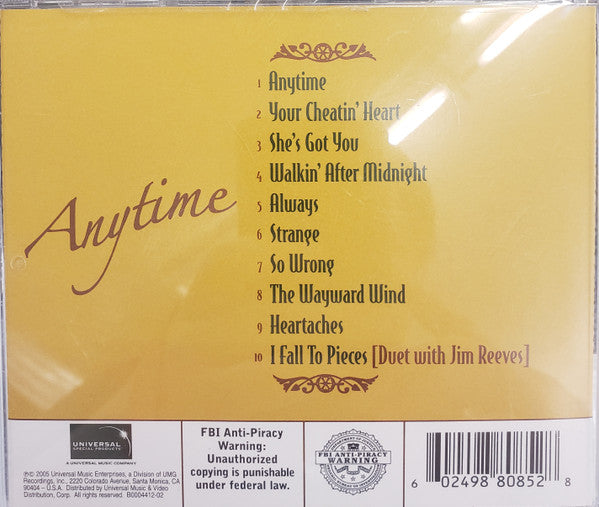 1 Anytime
2 Your Cheatin' Heart
3 She's Got You
4 Walkin' After Midnight
5 Always
6 Strange
7 So Wrong
8 The Wayward Wind
9 Heartaches
10 I Fall To Pieces [Duet with Jim Reeves]
Anytime
UNIVERSAL
SPECIAL PRODUCTS
A UNIVERSAL MUSIC COMPANY
℗© 2005 Universal Music Enterprises, a Division of UMG
Recordings, Inc., 2220 Colorado Avenue, Santa Monica, CA
90404 – U.S.A. Distributed by Universal Music & Video
Distribution, Corp. All rights reserved. B0004412-02
FBI Anti-Piracy
Warning:
Unauthorized
copying is punishable
under federal law.
FBI ANTI-PIRACY
WARNING
6 02498 80852 8